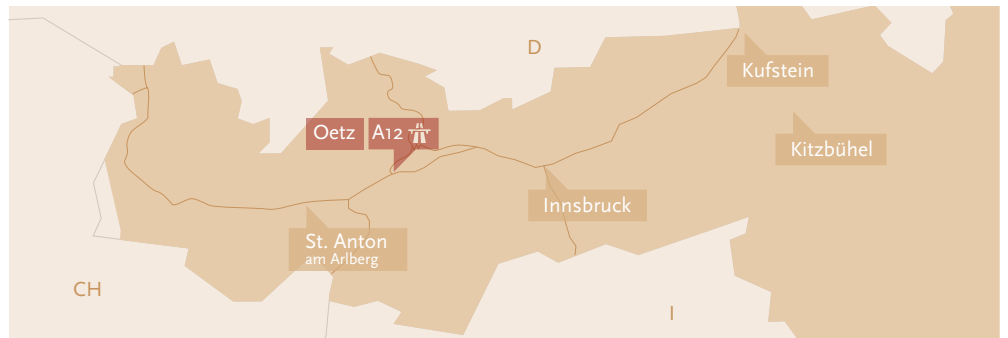 D
Kufstein
Oetz A12
Kitzbühel
Innsbruck
St. Anton
am Arlberg
CH
I